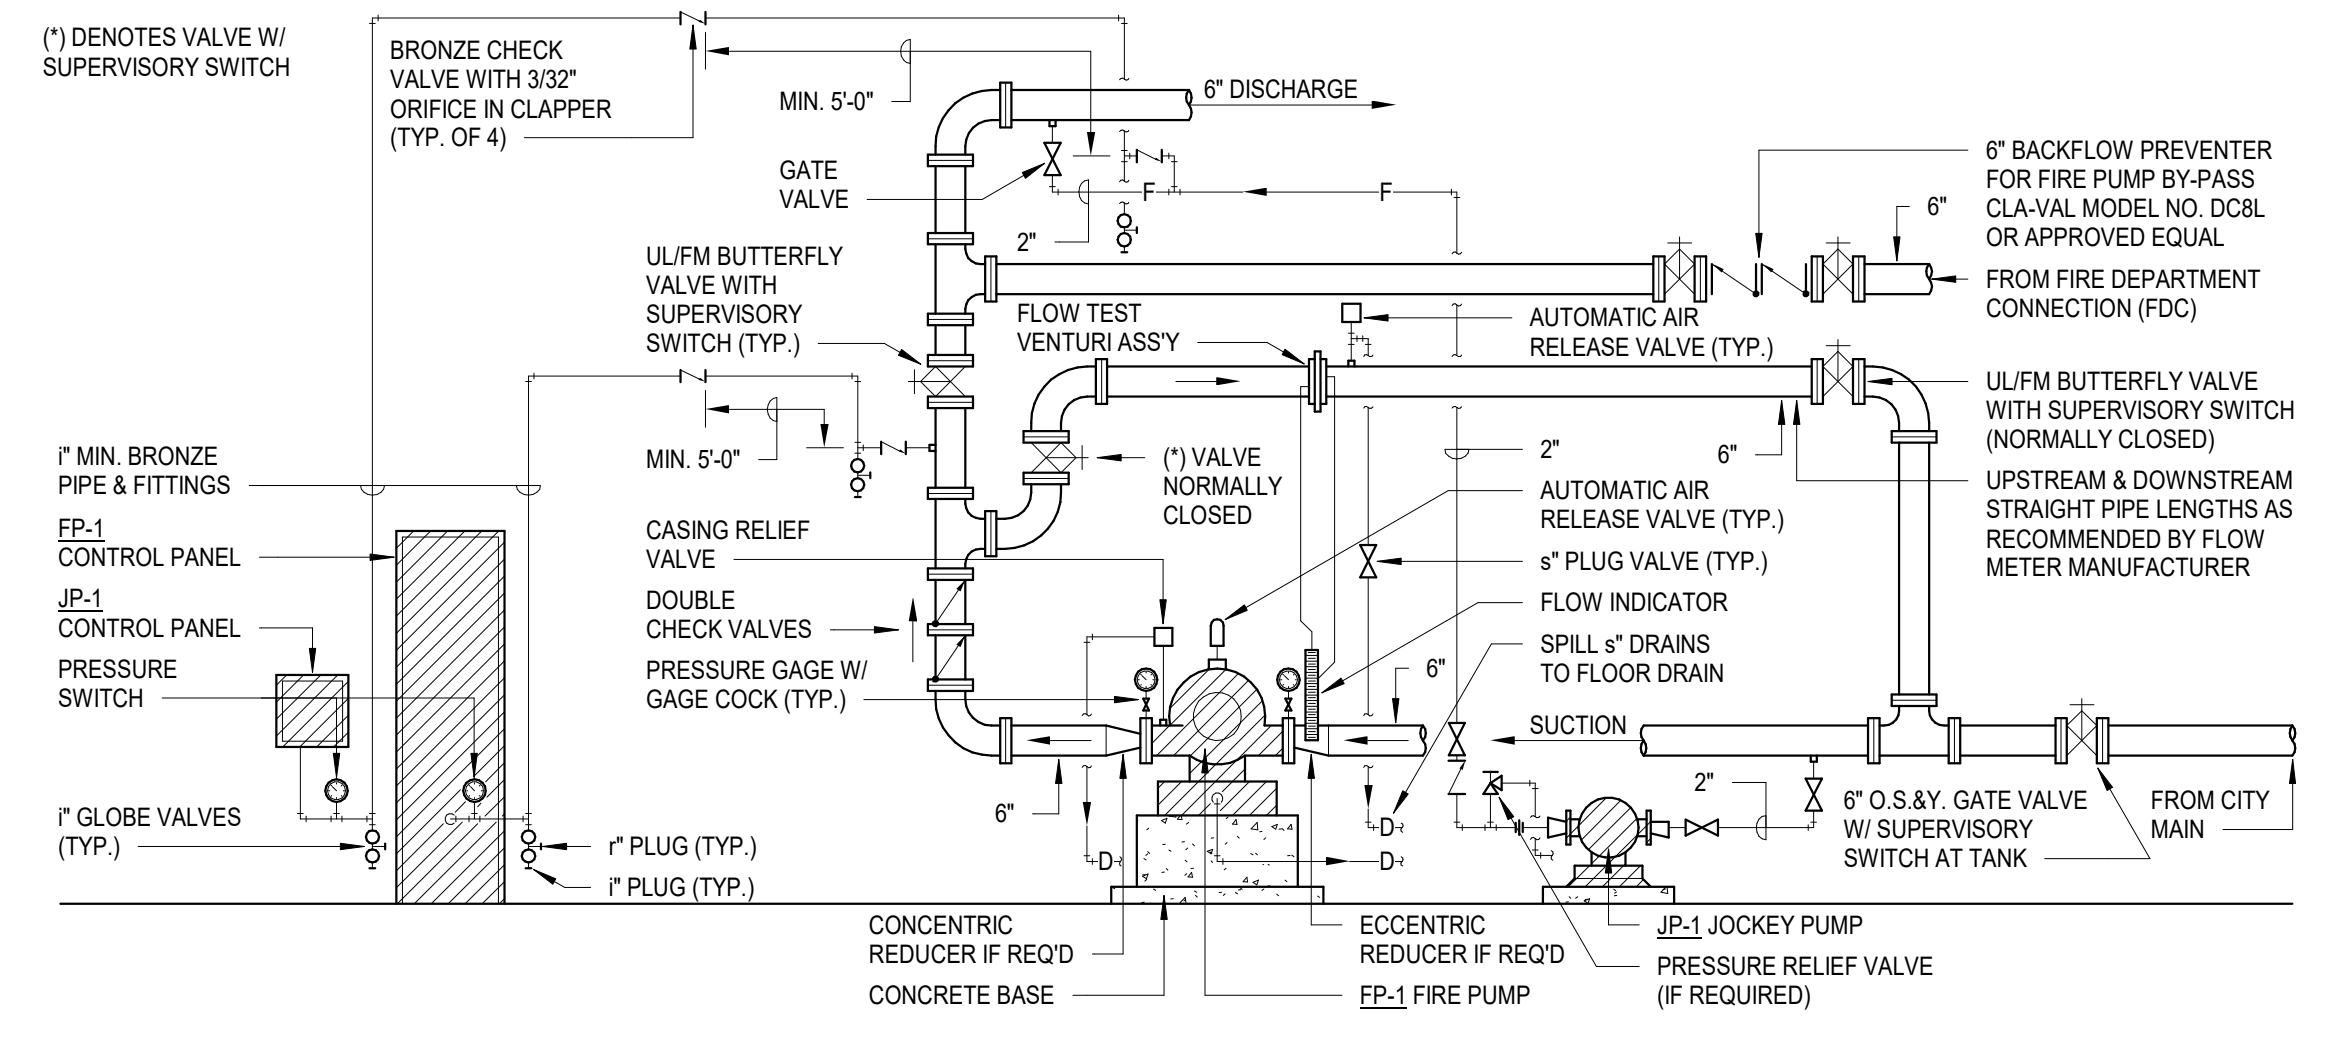 (*) DENOTES VALVE W/
SUPERVISORY SWITCH
BRONZE CHECK
VALVE WITH 3/32"
ORIFICE IN CLAPPER
(TYP. OF 4)
MIN. 5'-0"
6" DISCHARGE
GATE
VALVE
F
F
2"
6" BACKFLOW PREVENTER
FOR FIRE PUMP BY-PASS
CLA-VAL MODEL NO. DC8L
OR APPROVED EQUAL
6"
FROM FIRE DEPARTMENT
CONNECTION (FDC)
UL/FM BUTTERFLY
VALVE WITH
SUPERVISORY
SWITCH (TYP.)
FLOW TEST
VENTURI ASS'Y
AUTOMATIC AIR
RELEASE VALVE (TYP.)
UL/FM BUTTERFLY VALVE
WITH SUPERVISORY SWITCH
(NORMALLY CLOSED)
MIN. 5'-0"
i" MIN. BRONZE
PIPE & FITTINGS
(*) VALVE
NORMALLY
CLOSED
2"
6"
UPSTREAM & DOWNSTREAM
STRAIGHT PIPE LENGTHS AS
RECOMMENDED BY FLOW
METER MANUFACTURER
AUTOMATIC AIR
RELEASE VALVE (TYP.)
FP-1
CONTROL PANEL
CASING RELIEF
VALVE
s" PLUG VALVE (TYP.)
JP-1
CONTROL PANEL
DOUBLE
CHECK VALVES
FLOW INDICATOR
PRESSURE
SWITCH
PRESSURE GAGE W/
GAGE COCK (TYP.)
SPILL s" DRAINS
TO FLOOR DRAIN
6"
SUCTION
6"
2"
6" O.S.&Y. GATE VALVE
W/ SUPERVISORY
SWITCH AT TANK
FROM CITY
MAIN
i" GLOBE VALVES
(TYP.)
r" PLUG (TYP.)
i" PLUG (TYP.)
D
D
D
CONCENTRIC
REDUCER IF REQ'D
CONCRETE BASE
ECCENTRIC
REDUCER IF REQ'D
FP-1 FIRE PUMP
JP-1 JOCKEY PUMP
PRESSURE RELIEF VALVE
(IF REQUIRED)